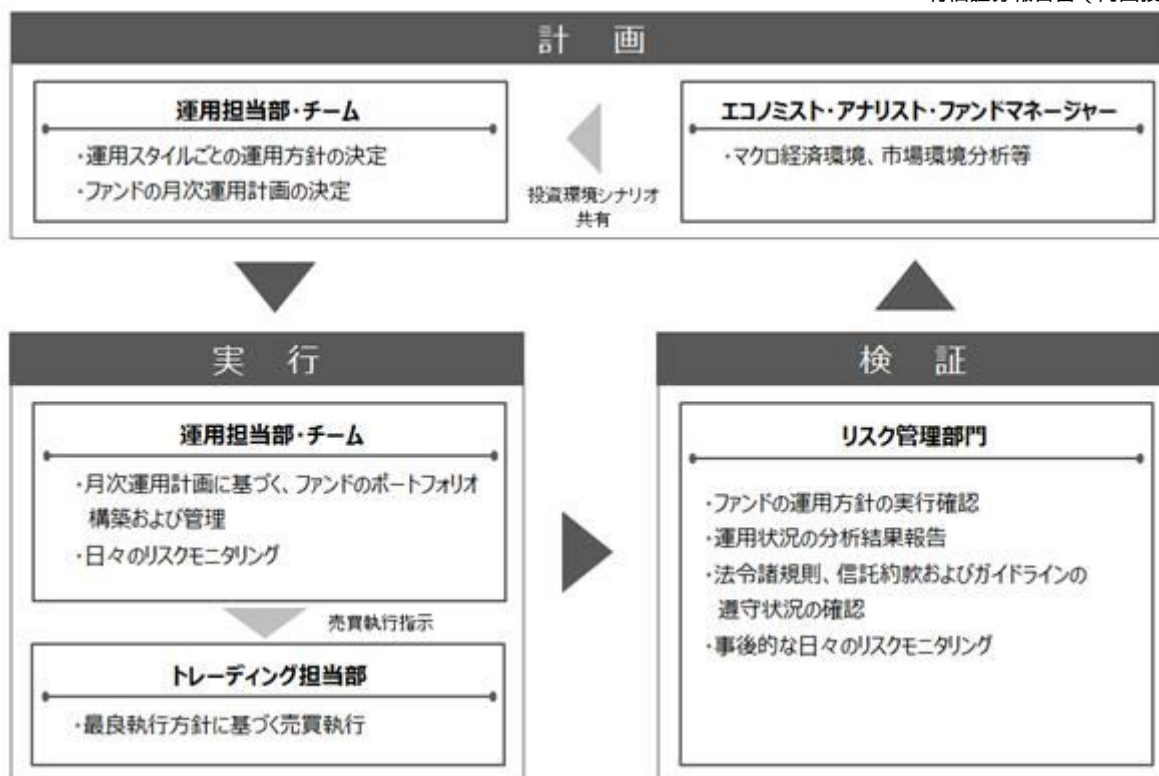 計 画
運用担当部・チーム
・運用スタイルごとの運用方針の決定
・ファンドの月次運用計画の決定
投資環境シナリオ
共有
エコノミスト・アナリスト・ファンドマネージャー
・マクロ経済環境、市場環境分析等
実 行
運用担当部・チーム
・月次運用計画に基づく、ファンドのポートフォリオ
構築および管理
・日々のリスクモニタリング
売買執行指示
トレーディング担当部
・最良執行方針に基づく売買執行
検 証
リスク管理部門
・ファンドの運用方針の実行確認
・運用状況の分析結果報告
・法令諸規則、信託約款およびガイドラインの
遵守状況の確認
・事後的な日々のリスクモニタリング